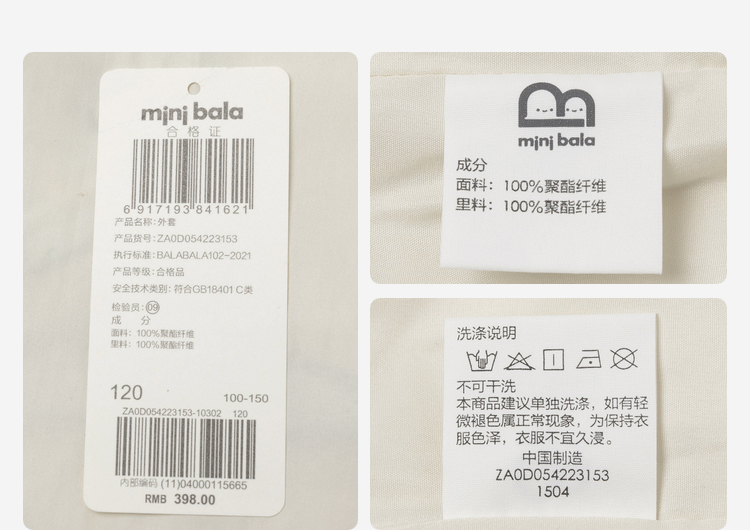 mini bala
合格证
6 917193 841621
产品名称:外套
产品货号:ZA0D054223153
执行标准:BALABALA102-2021
产品等级:合格品
安全技术类别:符合GB18401 C类
检验员:09
成 分
面料: 100%聚酯纤维
里料: 100%聚酯纤维
120 100-150
ZA0D054223153-10302 120
内部编码 (11)04000115665
RMB 398.00
mini bala
成分
面料: 100%聚酯纤维
里料: 100%聚酯纤维
洗涤说明
不可干洗
本商品建议单独洗涤,如有轻
微褪色属正常现象,为保持衣
服色泽,衣服不宜久浸。
中国制造
ZA0D054223153
1504